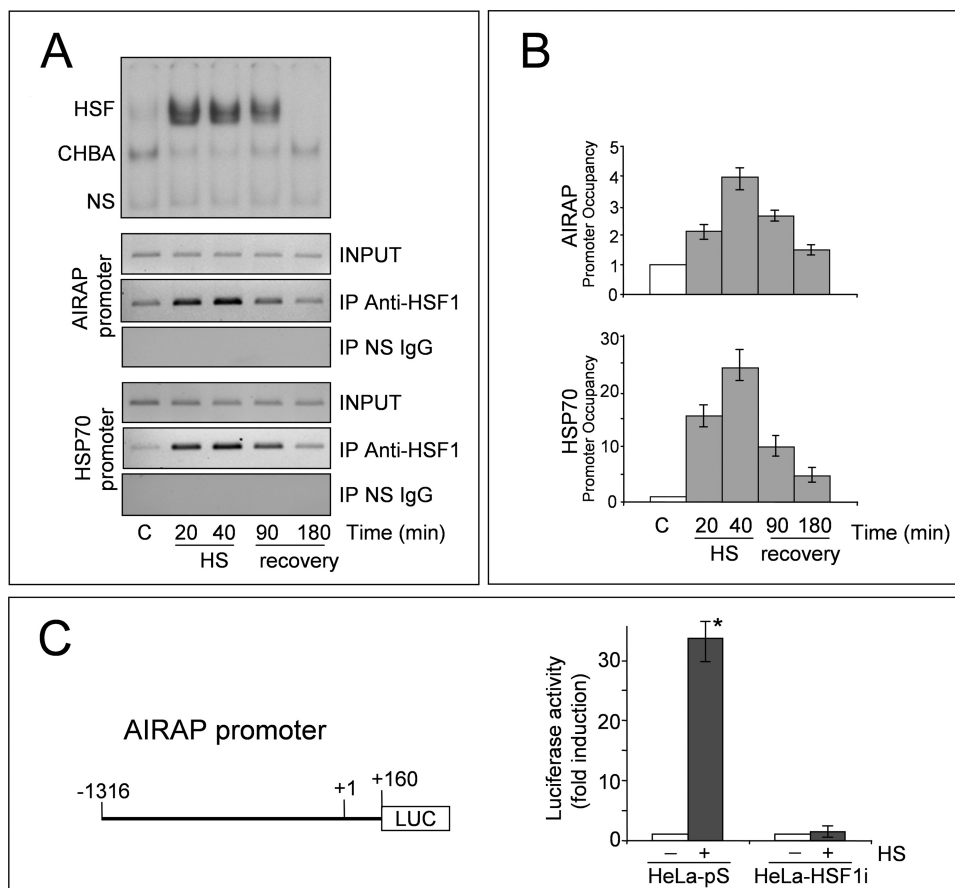 A
HSF
CHBA
NS
AIRAP
promoter
INPUT
IP Anti-HSF1
IP NS IgG
HSP70
promoter
INPUT
IP Anti-HSF1
IP NS IgG
C 20 40 90 180 Time (min)
HS recovery
B
AIRAP
Promoter Occupancy
5
4
3
2
1
0
HSP70
Promoter Occupancy
30
20
10
0
C 20 40 90 180 Time (min)
HS recovery
C
AIRAP promoter
-1316
+1
+160
LUC
Luciferase activity
(fold induction)
30
20
10
0
*
– + – + HS
HeLa-pS HeLa-HSF1i